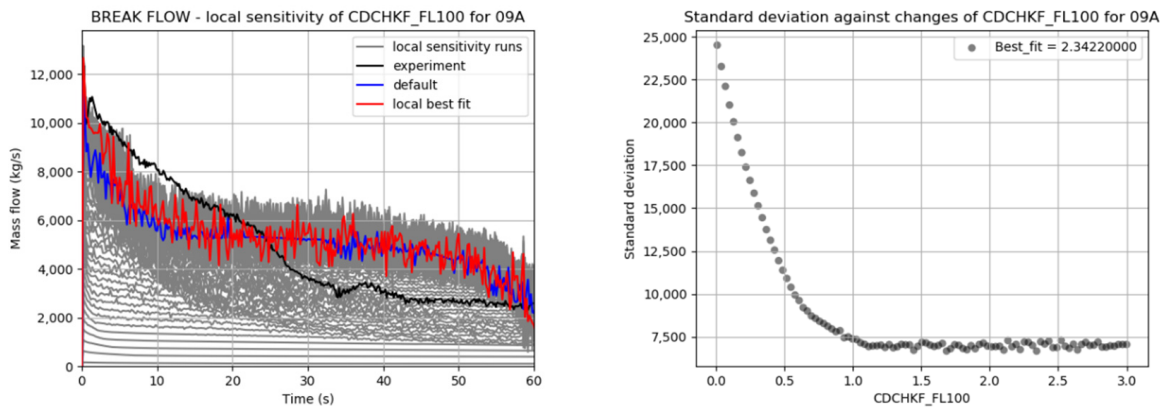 BREAK FLOW - local sensitivity of CDCHKF_FL100 for 09A
local sensitivity runs
experiment
default
local best fit
12,000
10,000
8,000
6,000
4,000
2,000
0
Mass flow (kg/s)
0 10 20 30 40 50 60
Time (s)
Standard deviation against changes of CDCHKF_FL100 for 09A
Best_fit = 2.34220000
25,000
22,500
20,000
17,500
15,000
12,500
10,000
7,500
Standard deviation
0.0 0.5 1.0 1.5 2.0 2.5 3.0
CDCHKF_FL100